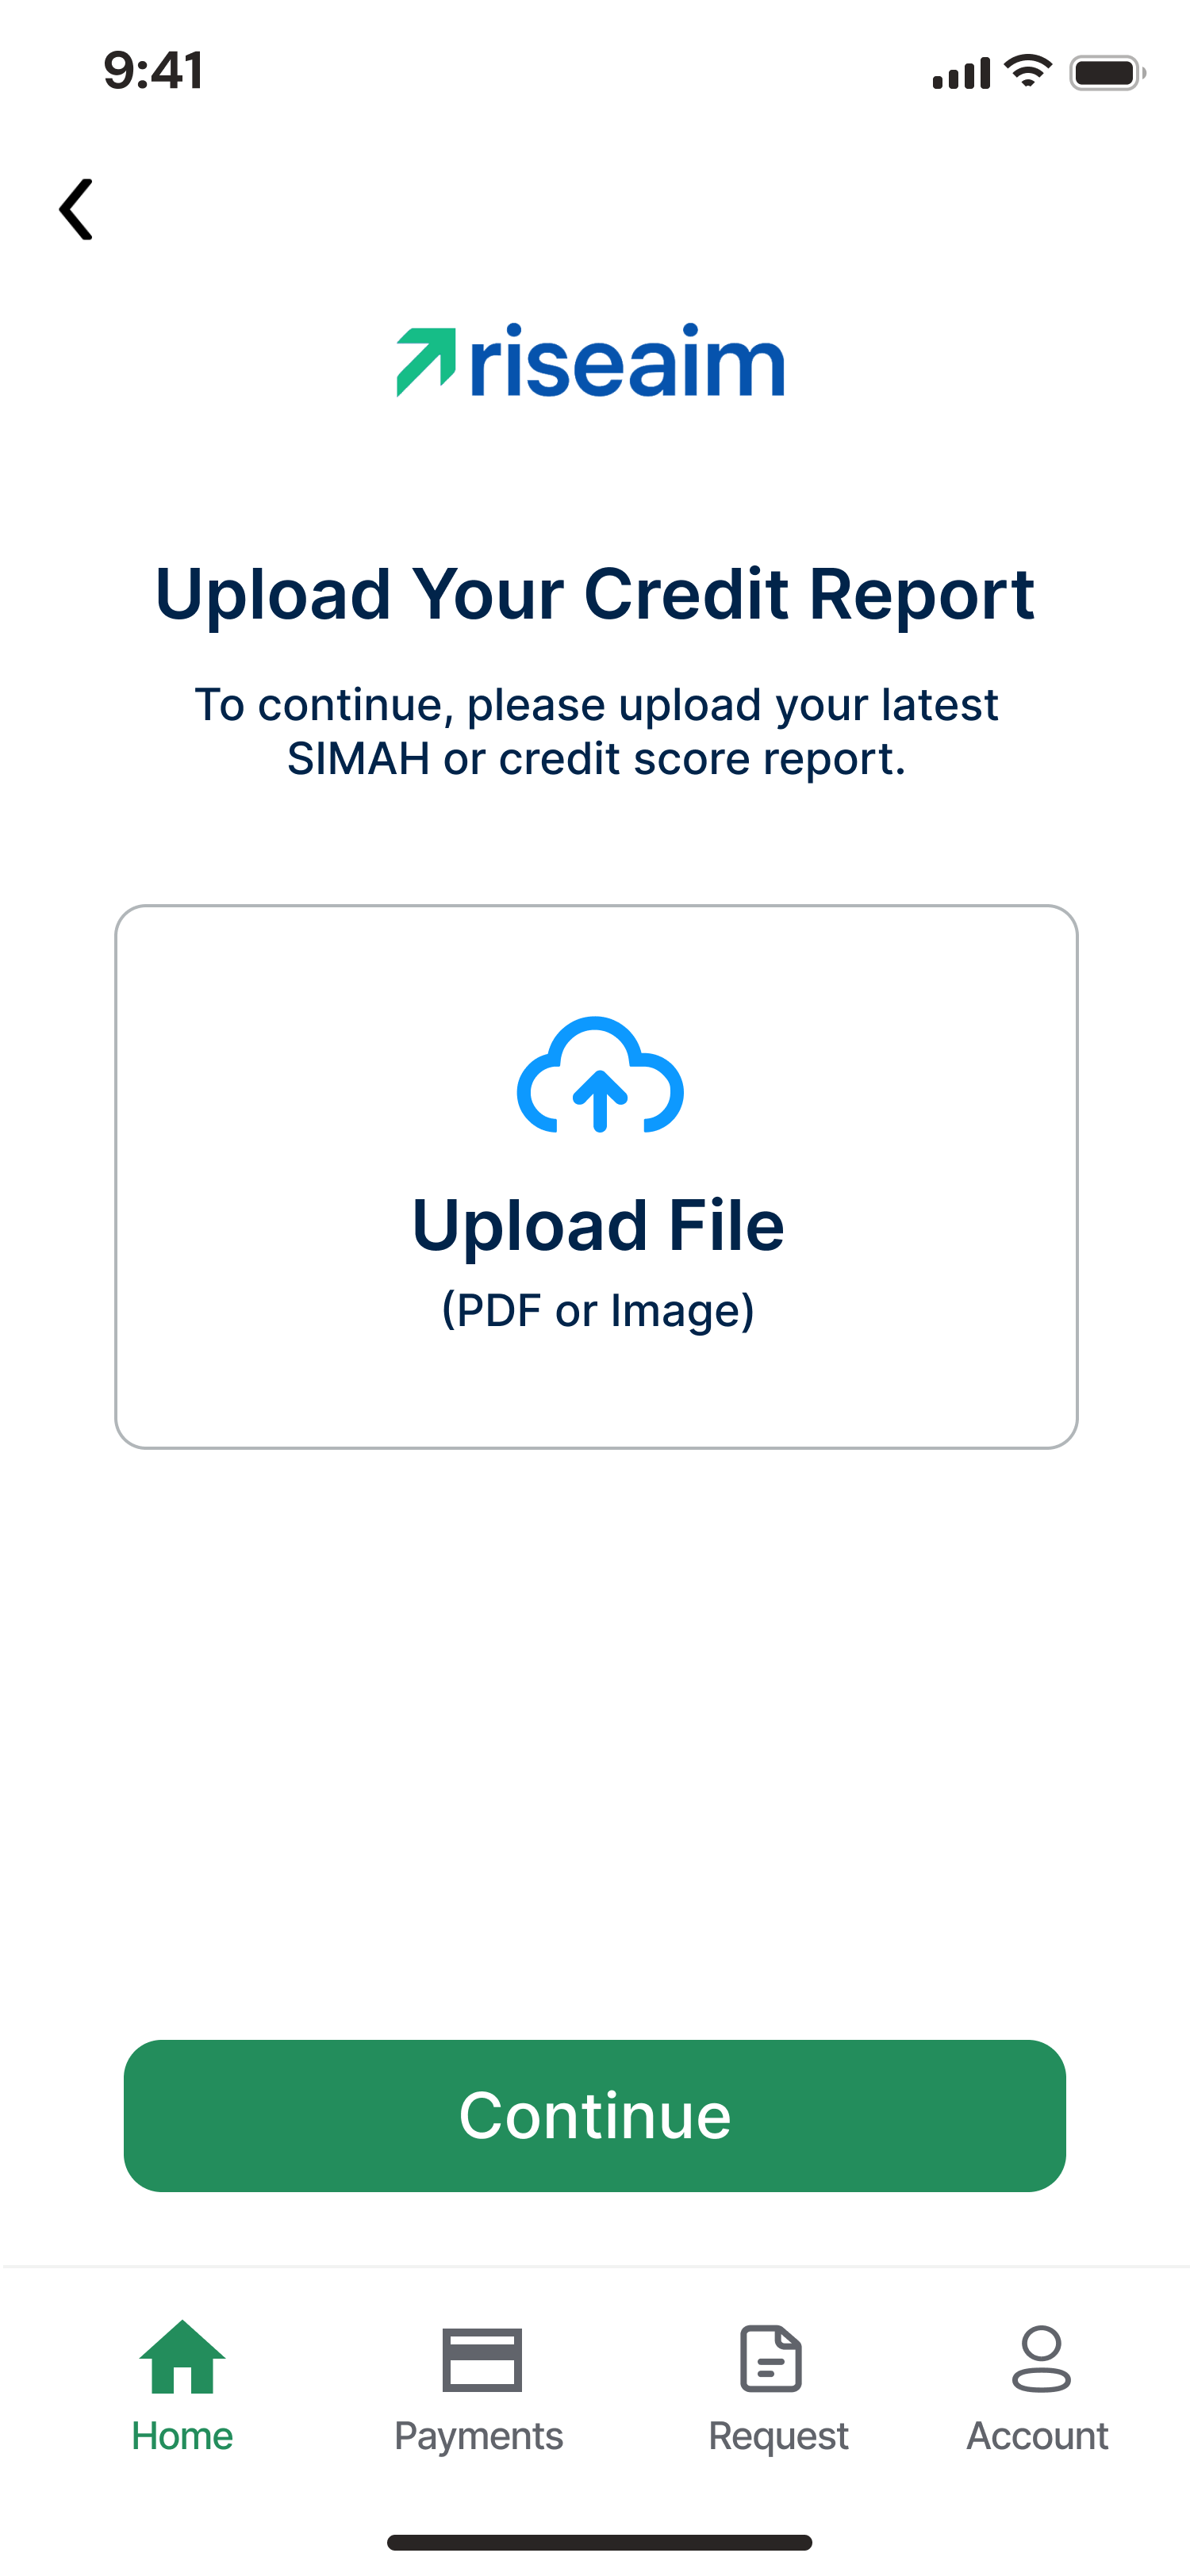 9:41
riseaim
Upload Your Credit Report
To continue, please upload your latest
SIMAH or credit score report.
Upload File
(PDF or Image)
Continue
Home
Payments
Request
Account